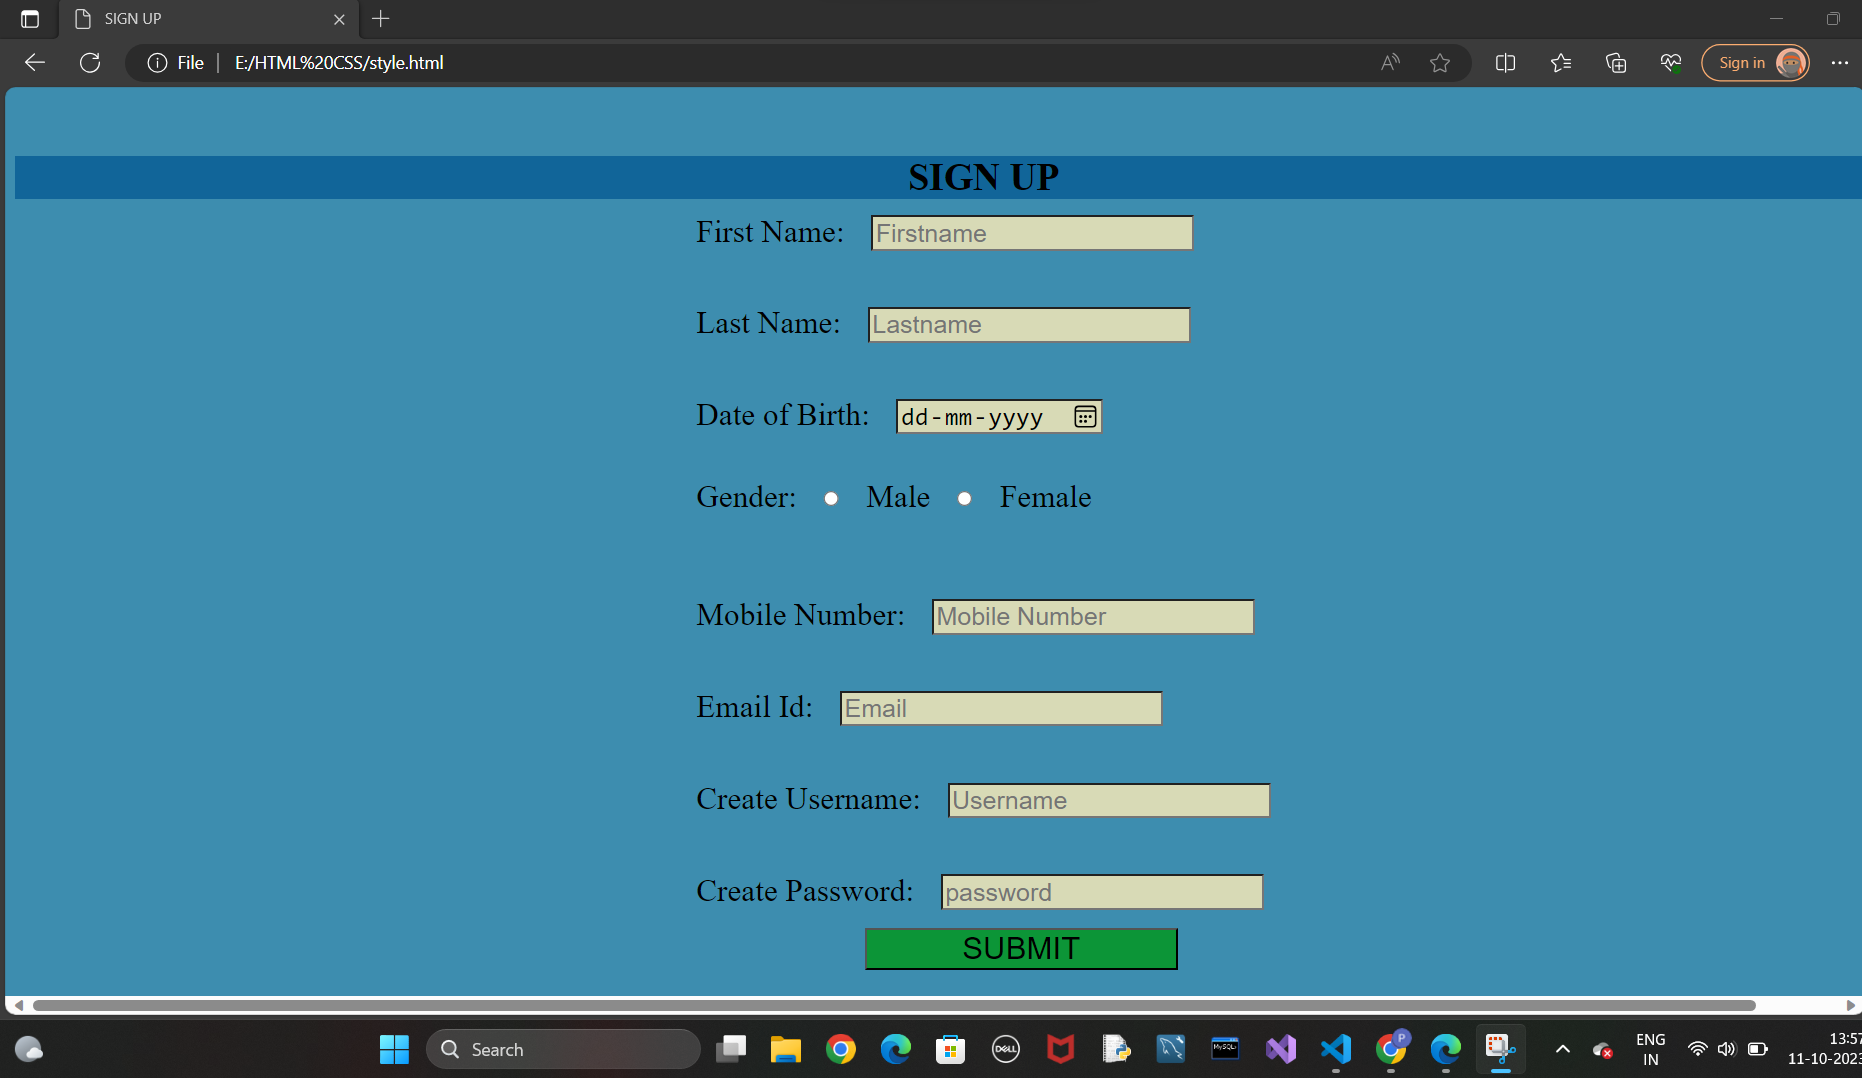 SIGN UP
File E:/HTML%20CSS/style.html
Sign in
SIGN UP
First Name: Firstname
Last Name: Lastname
Date of Birth: dd-mm-yyyy
Gender: Male Female
Mobile Number: Mobile Number
Email Id: Email
Create Username: Username
Create Password: password
SUBMIT
Search
DELL
MySQL
P
ENG
IN
13:57
11-10-2023